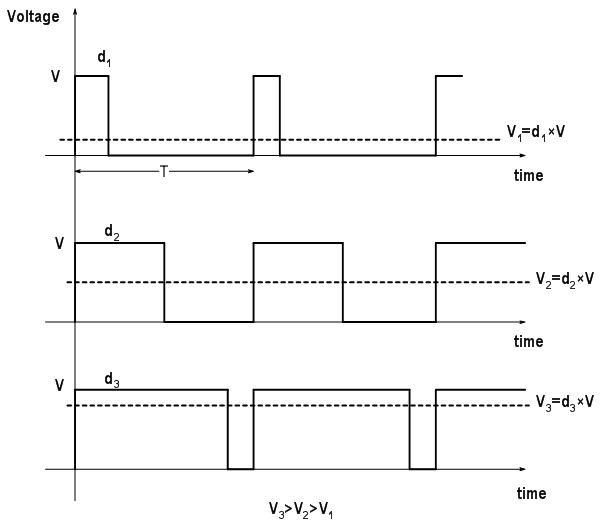 Voltage
d₁
V
V₁=d₁×V
T
time
d₂
V
V₂=d₂×V
time
d₃
V
V₃=d₃×V
time
V₃>V₂>V₁